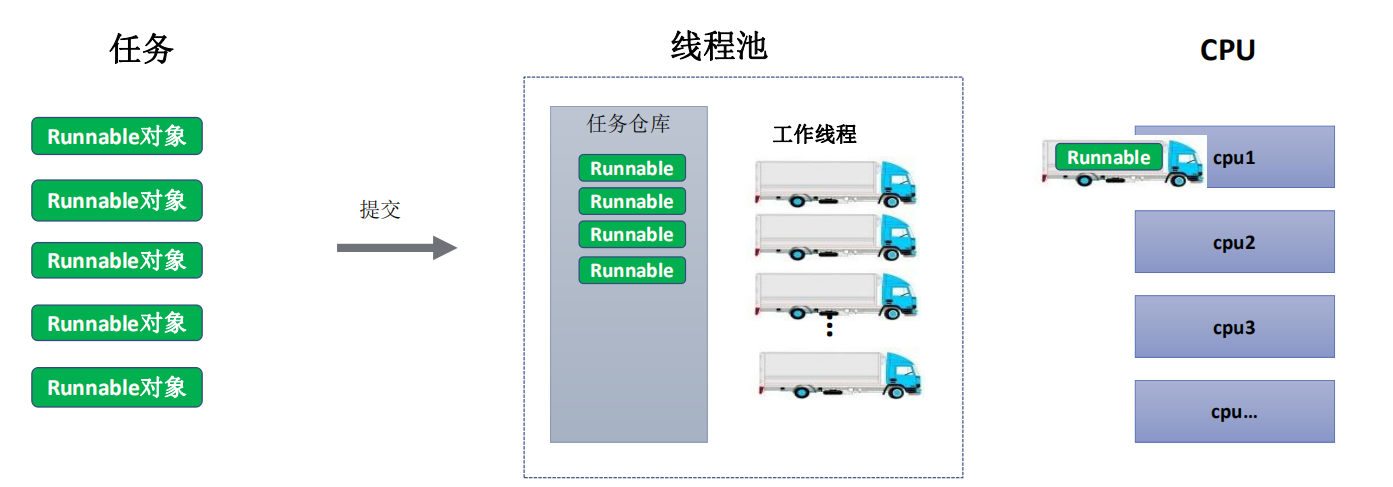 任务
Runnable对象
Runnable对象
Runnable对象
Runnable对象
Runnable对象
提交
线程池
任务仓库
Runnable
Runnable
Runnable
Runnable
工作线程
CPU
Runnable
cpu1
cpu2
cpu3
cpu...